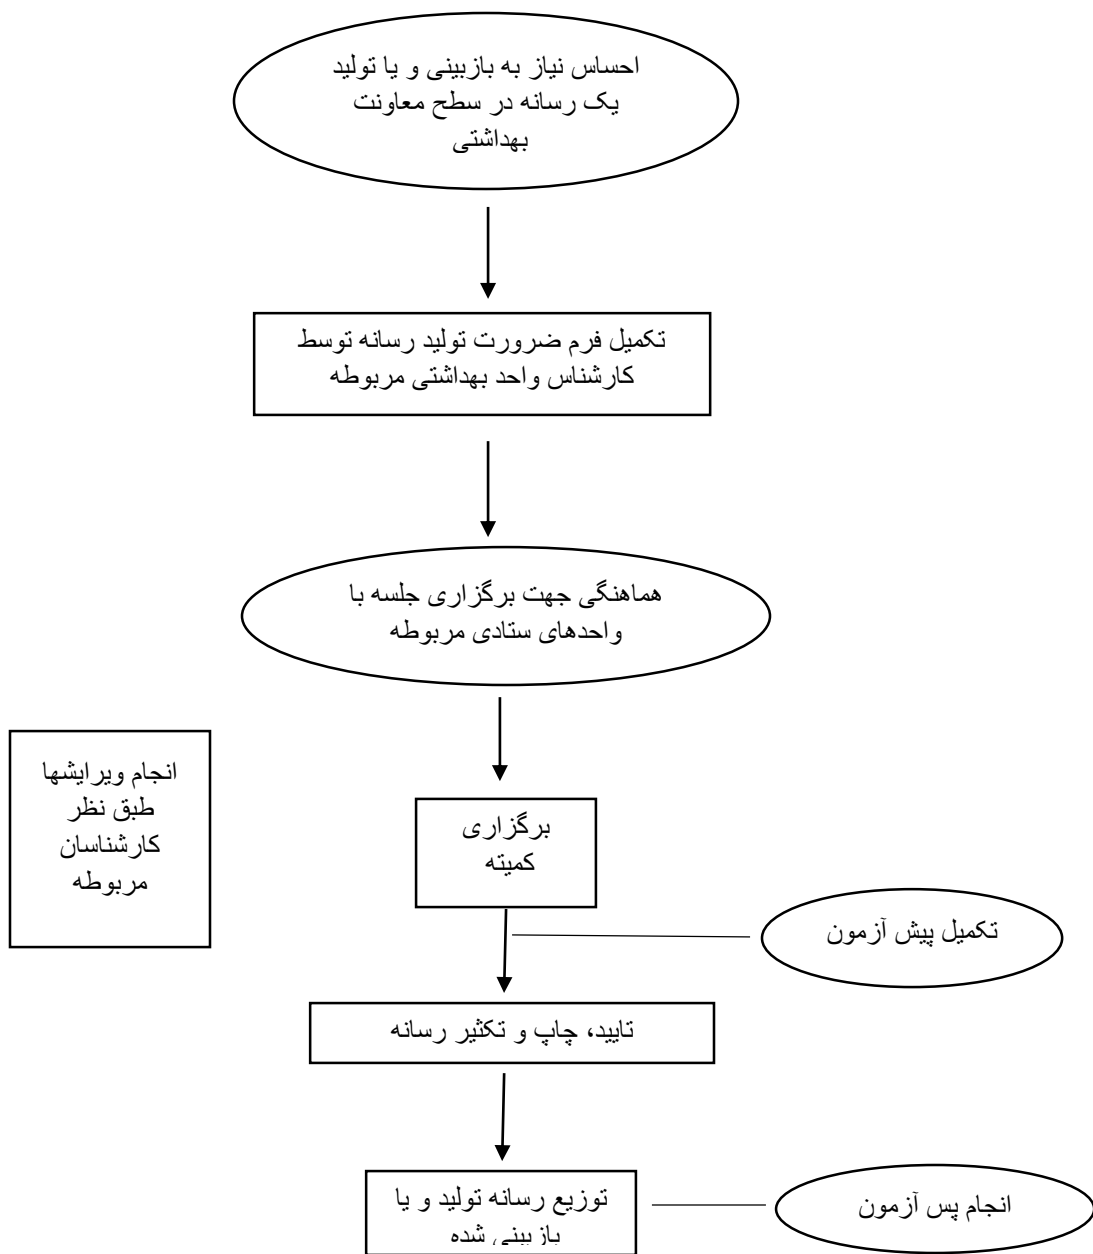 احساس نیاز به بازبینی و یا تولید
یک رسانه در سطح معاونت
بهداشتی
تکمیل فرم ضرورت تولید رسانه توسط
کارشناس واحد بهداشتی مربوطه
هماهنگی جهت برگزاری جلسه با
واحدهای ستادی مربوطه
انجام ویرایشها
طبق نظر
کارشناسان
مربوطه
برگزاری
کمیته
تکمیل پیش آزمون
تایید، چاپ و تکثیر رسانه
توزیع رسانه تولید و یا
بازبینی شده
انجام پس آزمون